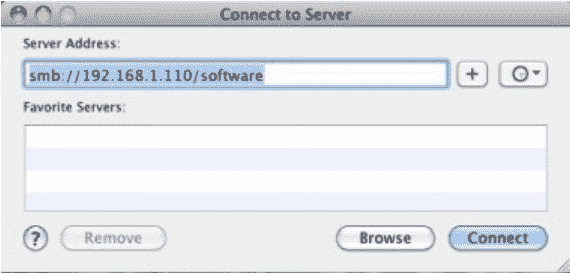 Connect to Server
Server Address:
smb://192.168.1.110/software
+
Favorite Servers:
? Remove Browse Connect